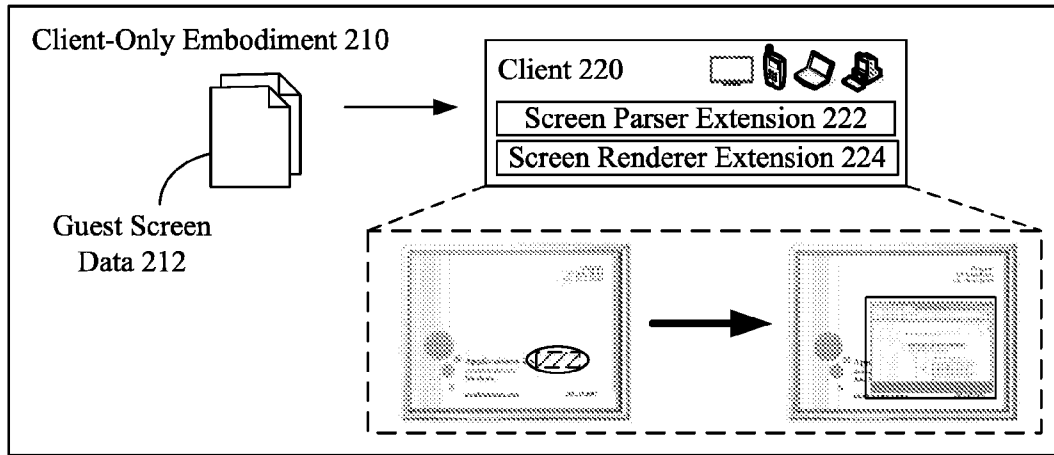 Client-Only Embodiment 210
Client 220
Screen Parser Extension 222
Screen Renderer Extension 224
Guest Screen
Data 212